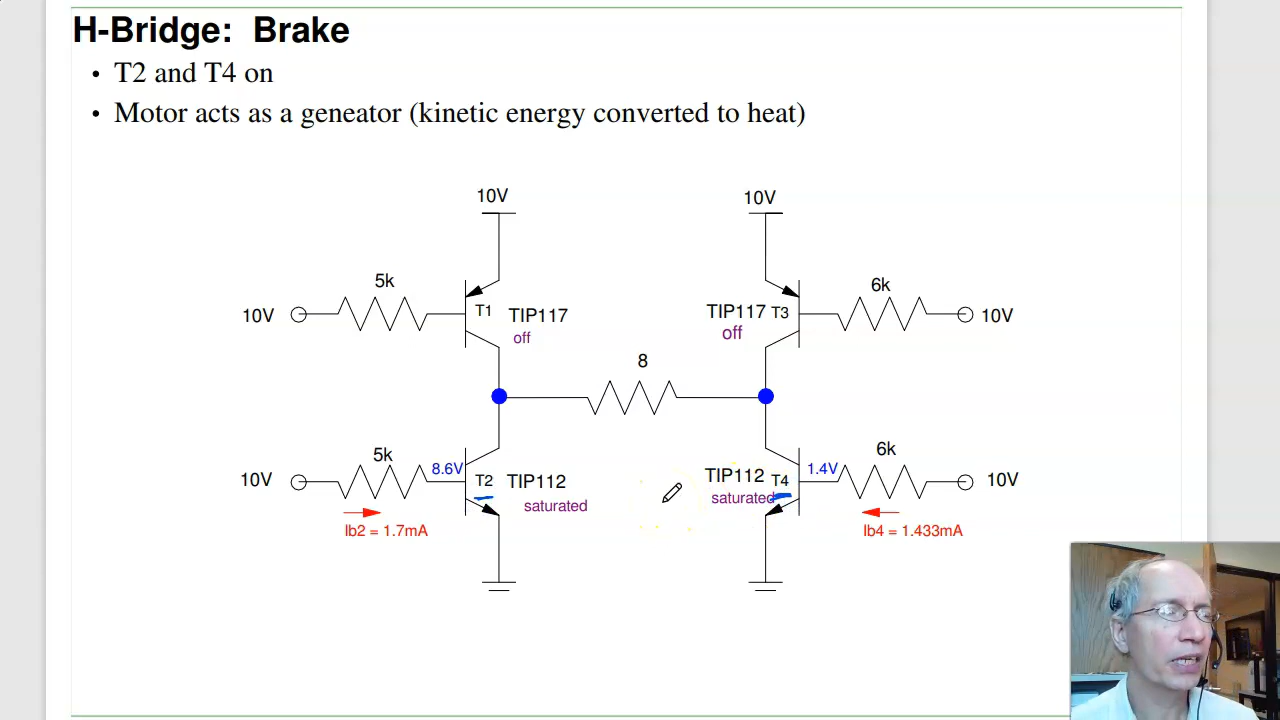 H-Bridge: Brake
• T2 and T4 on
• Motor acts as a geneator (kinetic energy converted to heat)
10V
10V
5k
6k
10V
T1
TIP117
TIP117
T3
10V
off
off
8
5k
6k
10V
8.6V
T2
TIP112
TIP112
T4
1.4V
10V
saturated
saturated
Ib2 = 1.7mA
Ib4 = 1.433mA